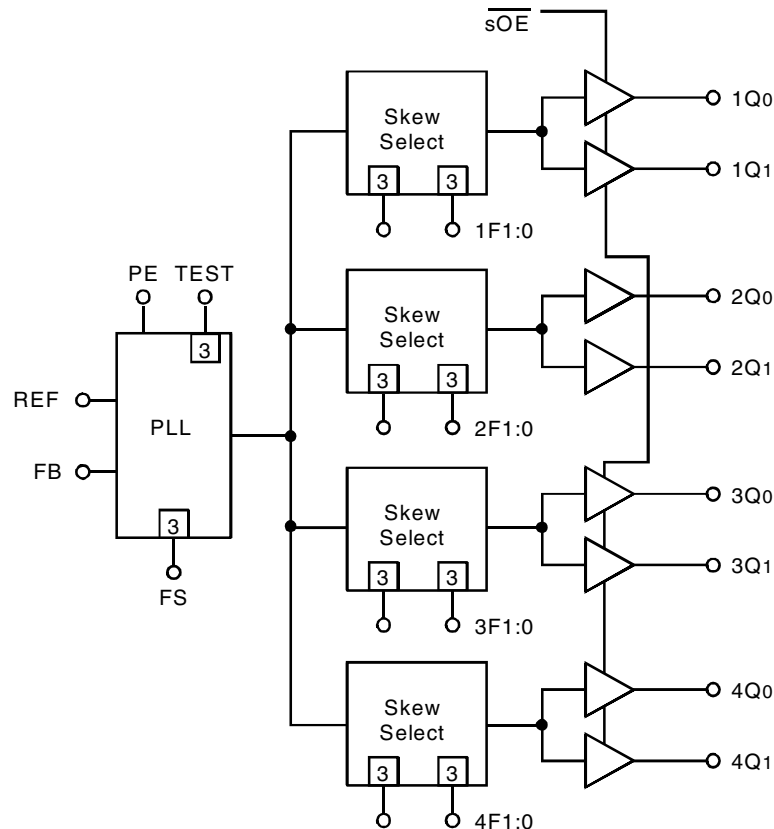 sOE
Skew
Select
3 3
1F1:0
1Q0
1Q1
PE TEST
3
REF
PLL
FB
3
FS
Skew
Select
3 3
2F1:0
2Q0
2Q1
Skew
Select
3 3
3F1:0
3Q0
3Q1
Skew
Select
3 3
4F1:0
4Q0
4Q1